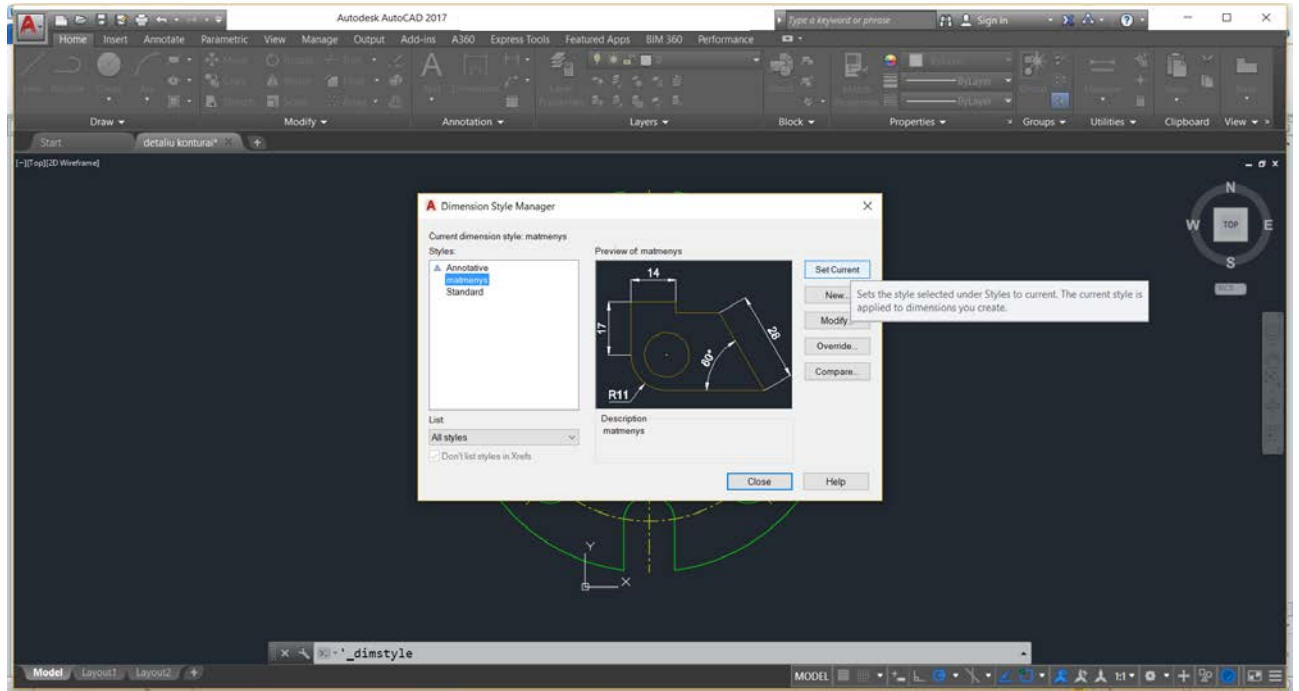 Autodesk AutoCAD 2017
Type a keyword or phrase
Sign In
Home Insert Annotate Parametric View Manage Output Add-ins A360 Express Tools Featured Apps BIM 360 Performance
Draw Modify Annotation Layers Block Properties Groups Utilities Clipboard View
Start detaliu konturai* +
[-][Top][2D Wireframe]
N
W TOP E
S
Dimension Style Manager
Current dimension style: matmenys
Styles:
Annotative
matmenys
Standard
Preview of: matmenys
14
17
28
60°
R11
Set Current
New...
Modify...
Override...
Compare...
Sets the style selected under Styles to current. The current style is
applied to dimensions you create.
List:
All styles
Don't list styles in Xrefs
Description
matmenys
Close Help
Y
X
'_dimstyle
Model Layout1 Layout2 +
MODEL
1:1